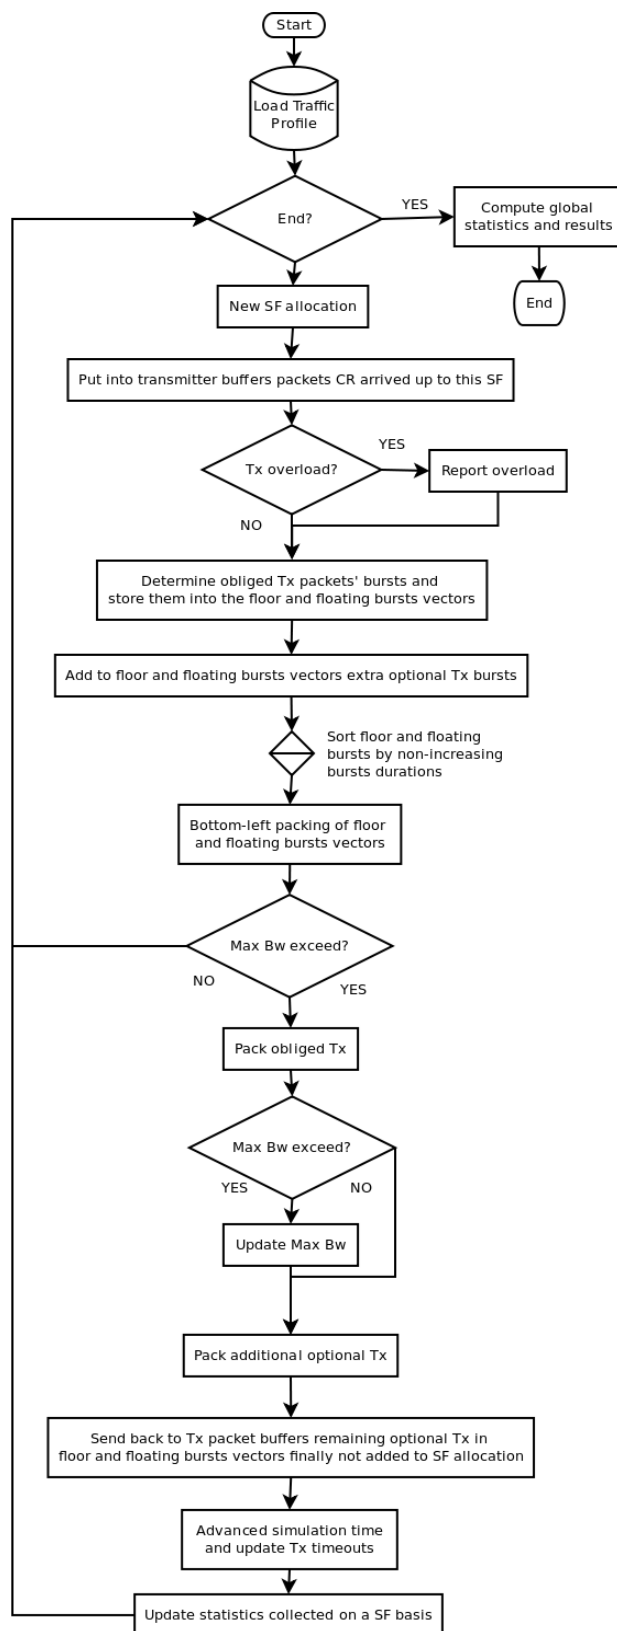 Start
Load Traffic
Profile
End?
YES
Compute global
statistics and results
End
New SF allocation
Put into transmitter buffers packets CR arrived up to this SF
Tx overload?
YES
Report overload
NO
Determine obliged Tx packets' bursts and
store them into the floor and floating bursts vectors
Add to floor and floating bursts vectors extra optional Tx bursts
Sort floor and floating
bursts by non-increasing
bursts durations
Bottom-left packing of floor
and floating bursts vectors
Max Bw exceed?
NO
YES
Pack obliged Tx
Max Bw exceed?
YES
NO
Update Max Bw
Pack additional optional Tx
Send back to Tx packet buffers remaining optional Tx in
floor and floating bursts vectors finally not added to SF allocation
Advanced simulation time
and update Tx timeouts
Update statistics collected on a SF basis